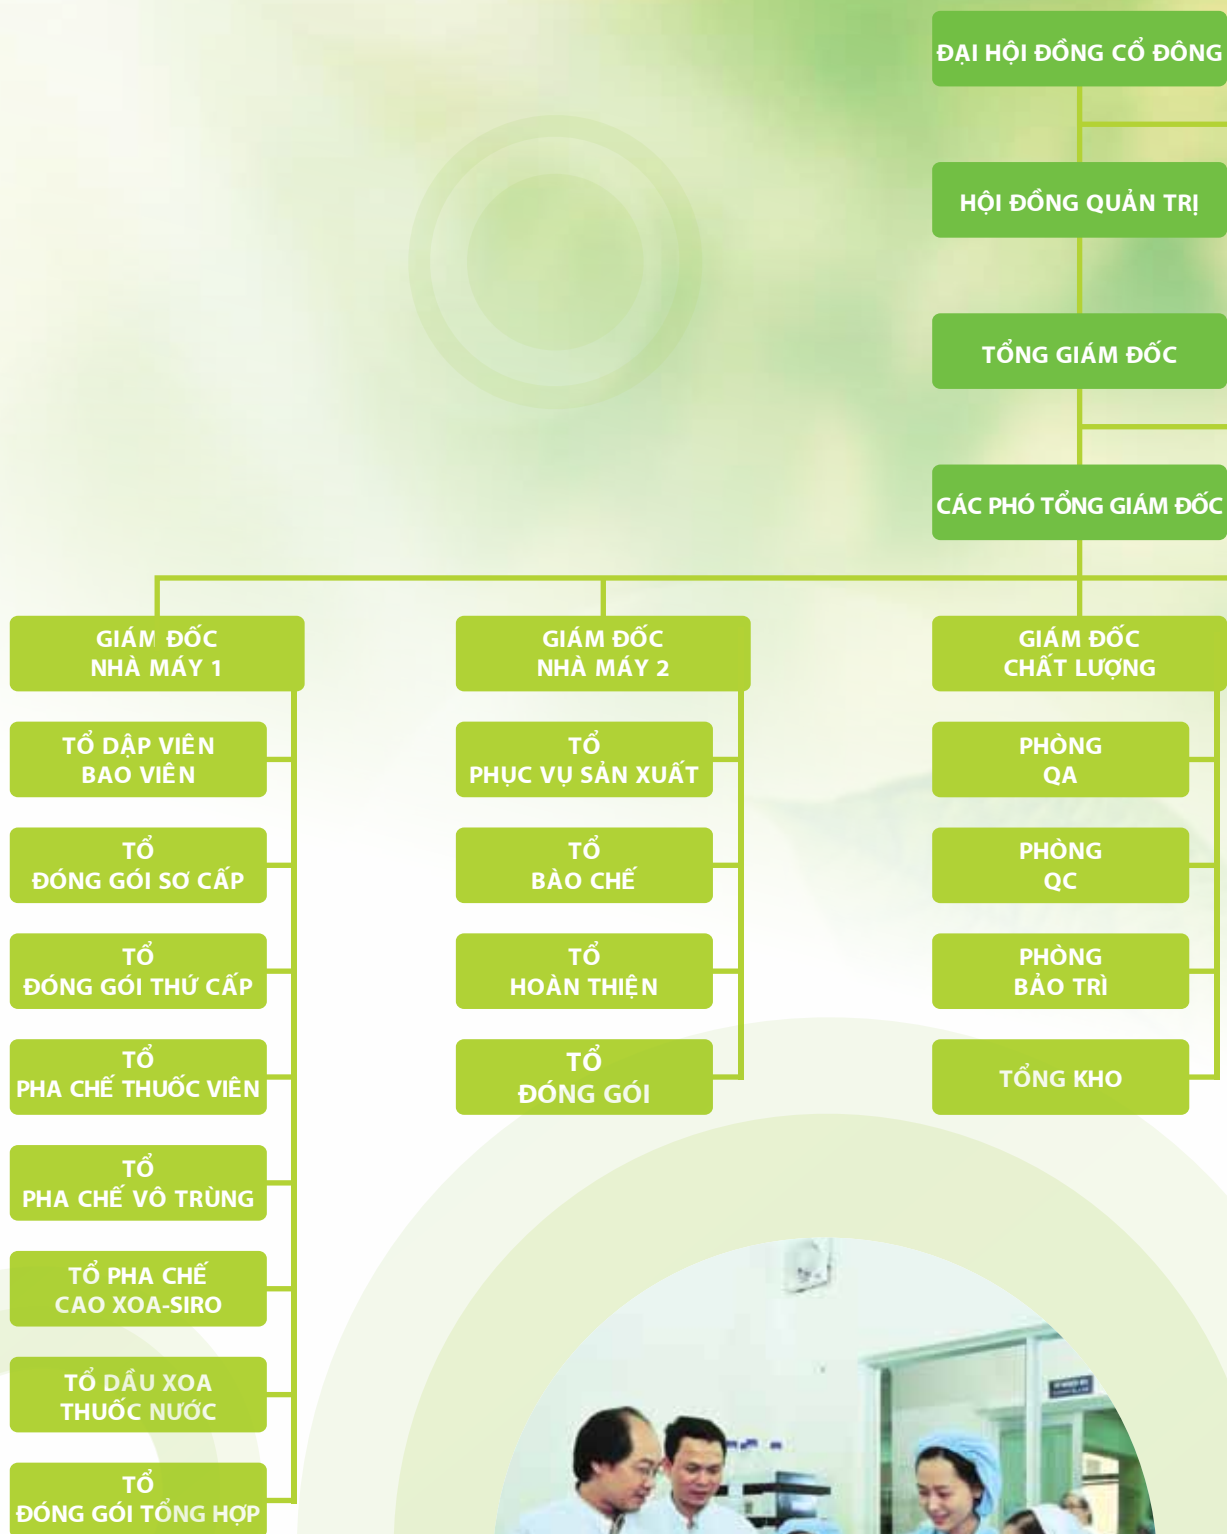 ĐẠI HỘI ĐỒNG CỔ ĐÔNG
HỘI ĐỒNG QUẢN TRỊ
TỔNG GIÁM ĐỐC
CÁC PHÓ TỔNG GIÁM ĐỐC
GIÁM ĐỐC
NHÀ MÁY 1
TỔ DẬP VIÊN
BAO VIÊN
TỔ
ĐÓNG GÓI SƠ CẤP
TỔ
ĐÓNG GÓI THỨ CẤP
TỔ
PHA CHẾ THUỐC VIÊN
TỔ
PHA CHẾ VÔ TRÙNG
TỔ PHA CHẾ
CAO XOA-SIRO
TỔ DẦU XOA
THUỐC NƯỚC
TỔ
ĐÓNG GÓI TỔNG HỢP
GIÁM ĐỐC
NHÀ MÁY 2
TỔ
PHỤC VỤ SẢN XUẤT
TỔ
BÀO CHẾ
TỔ
HOÀN THIỆN
TỔ
ĐÓNG GÓI
GIÁM ĐỐC
CHẤT LƯỢNG
PHÒNG
QA
PHÒNG
QC
PHÒNG
BẢO TRÌ
TỔNG KHO